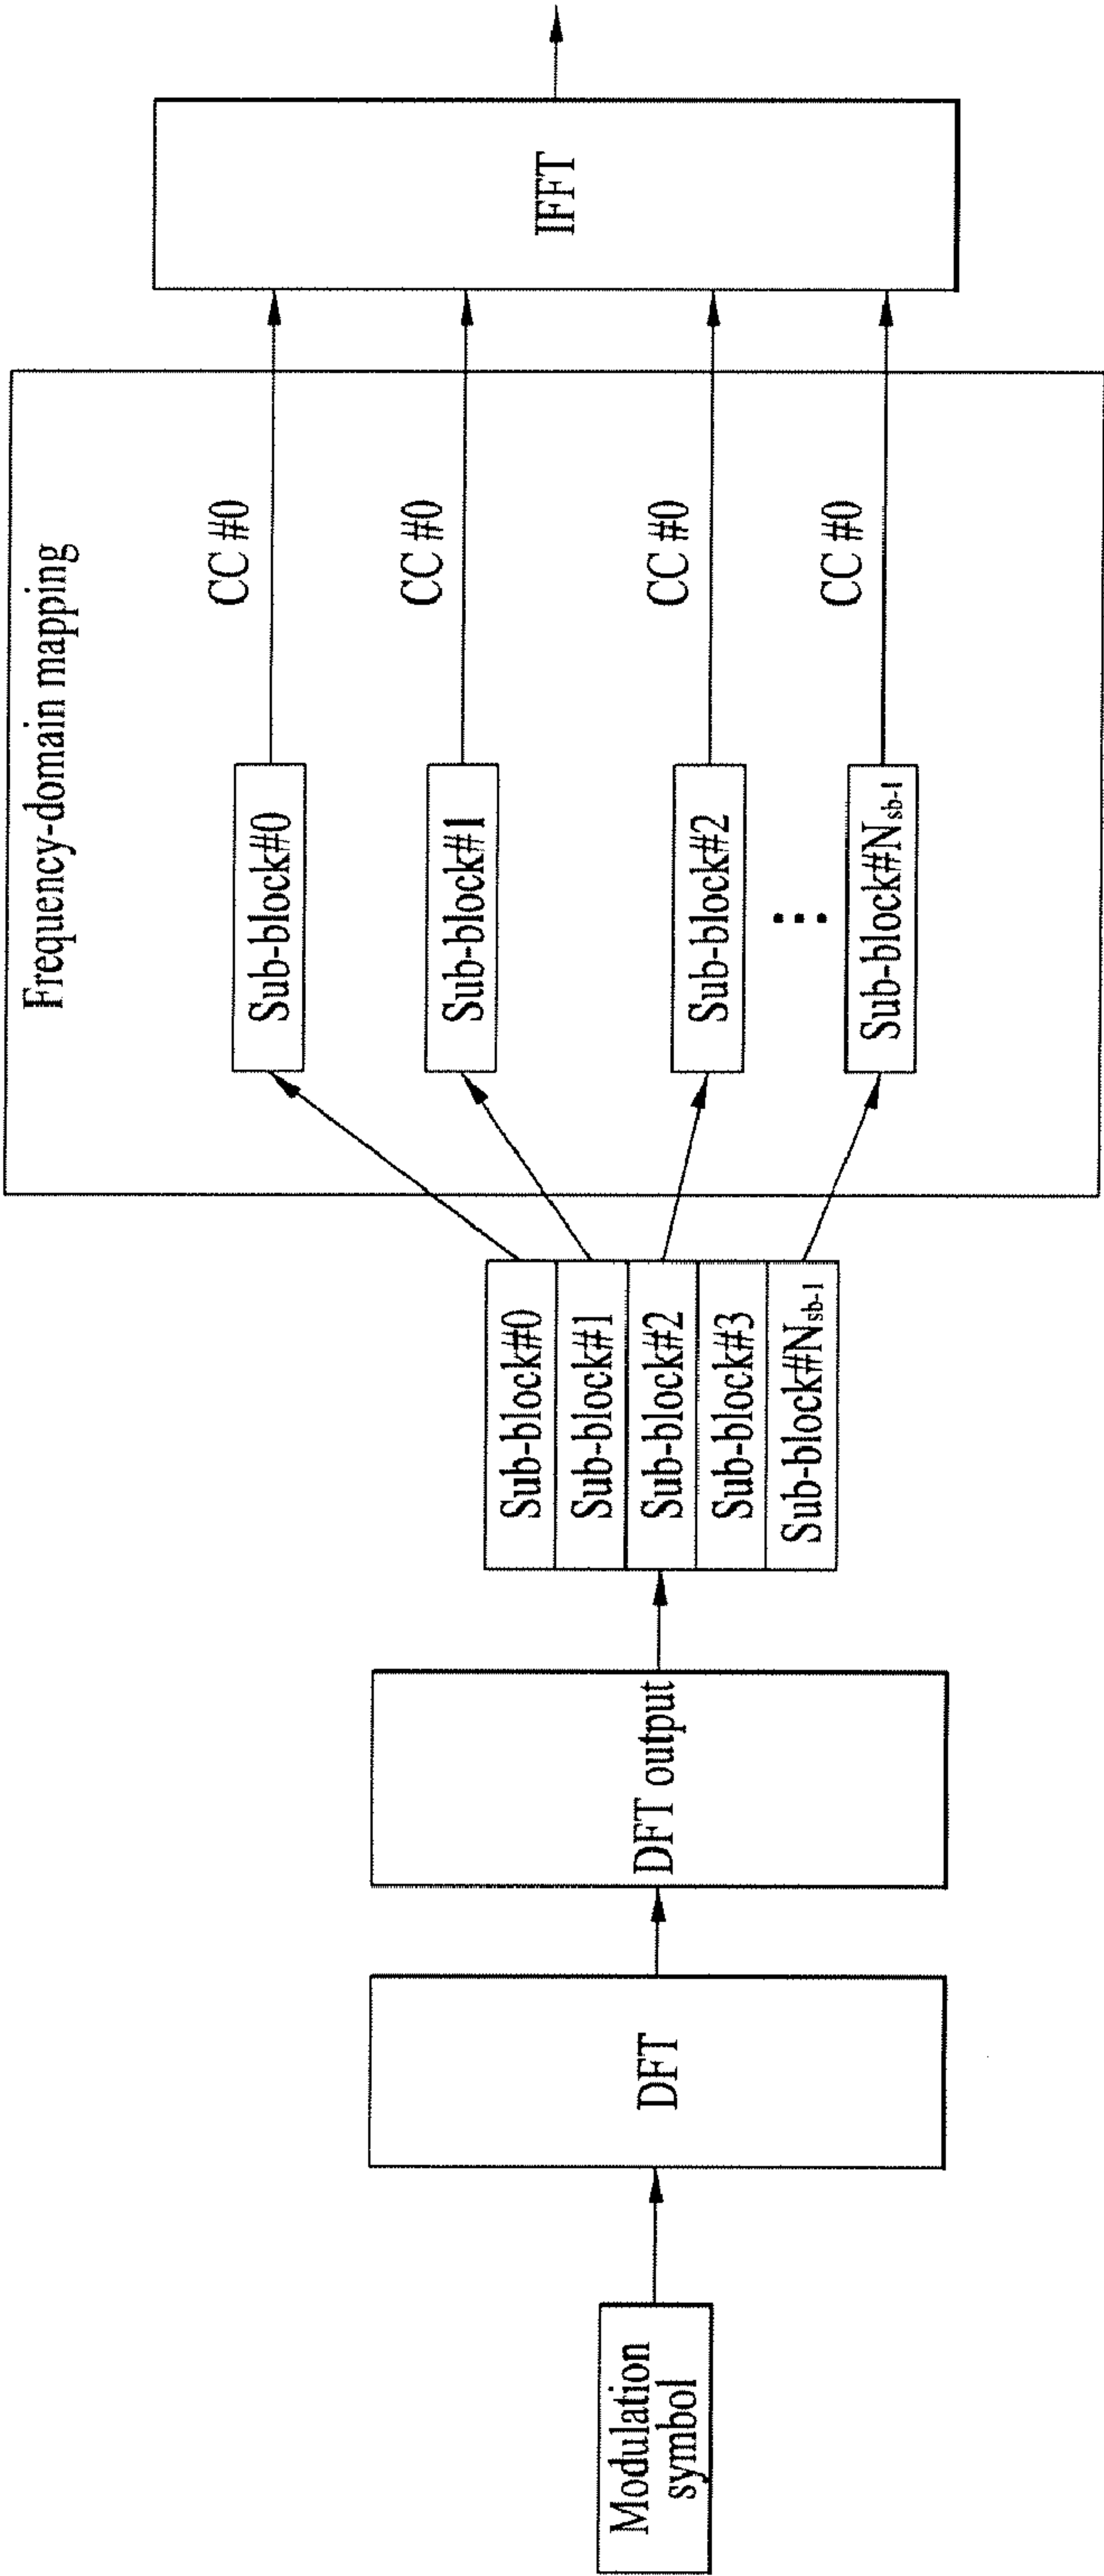 Modulation
symbol
DFT
DFT output
Sub-block#0
Sub-block#1
Sub-block#2
Sub-block#3
Sub-block#Nsb-1
Frequency-domain mapping
Sub-block#0
CC #0
Sub-block#1
CC #0
Sub-block#2
CC #0
Sub-block#Nsb-1
CC #0
IFFT